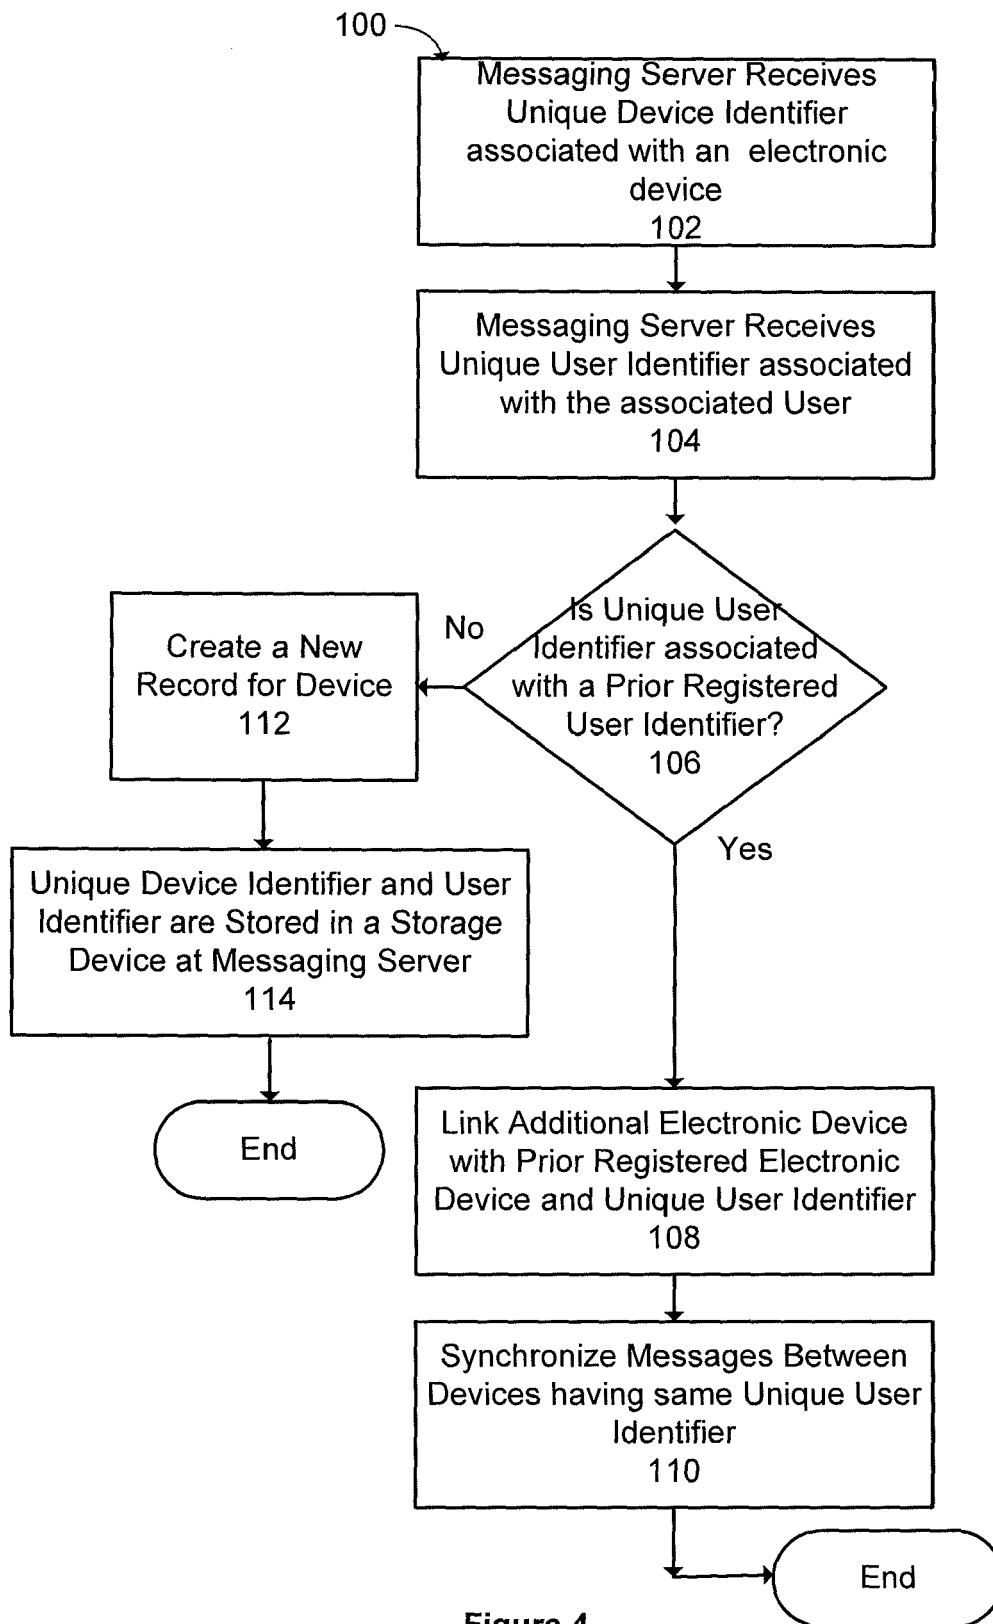 100
Messaging Server Receives
Unique Device Identifier
associated with an electronic
device
102
Messaging Server Receives
Unique User Identifier associated
with the associated User
104
Is Unique User
Identifier associated
with a Prior Registered
User Identifier?
106
No
Create a New
Record for Device
112
Yes
Unique Device Identifier and User
Identifier are Stored in a Storage
Device at Messaging Server
114
End
Link Additional Electronic Device
with Prior Registered Electronic
Device and Unique User Identifier
108
Synchronize Messages Between
Devices having same Unique User
Identifier
110
End
Figure 4